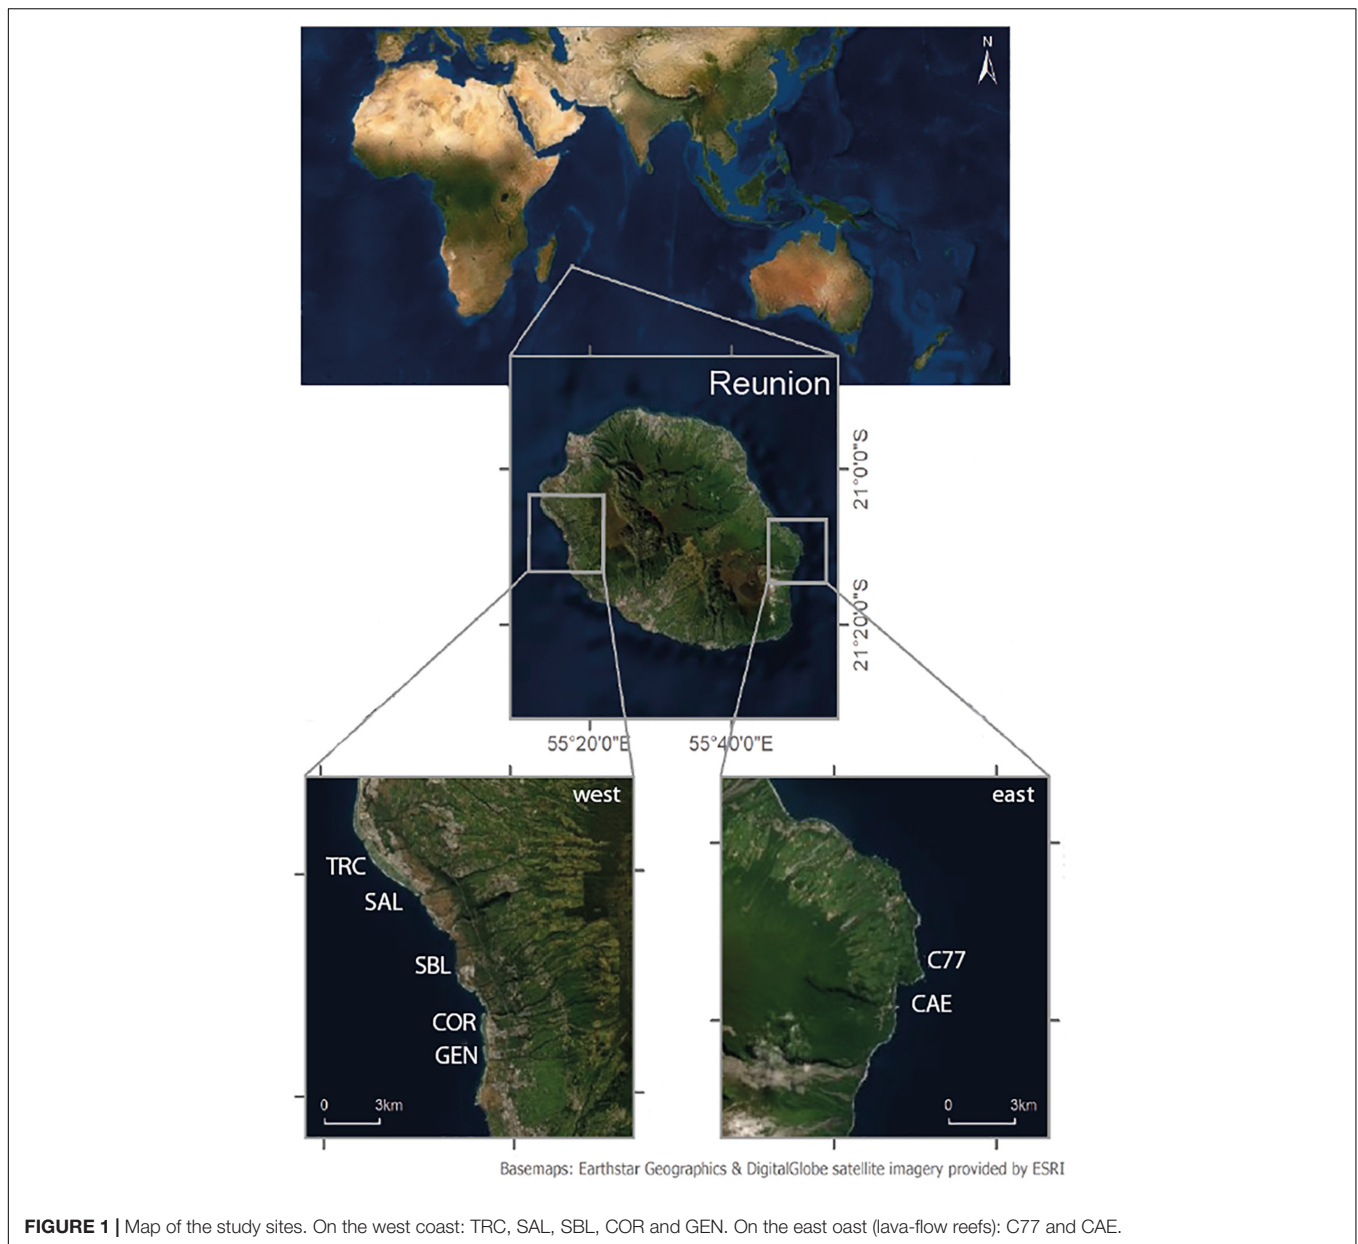 N
Reunion
21°0'0"S
21°20'0"S
55°20'0"E
55°40'0"E
west
TRC
SAL
SBL
COR
GEN
0 3km
east
C77
CAE
0 3km
Basemaps: Earthstar Geographics & DigitalGlobe satellite imagery provided by ESRI
FIGURE 1 | Map of the study sites. On the west coast: TRC, SAL, SBL, COR and GEN. On the east oast (lava-flow reefs): C77 and CAE.